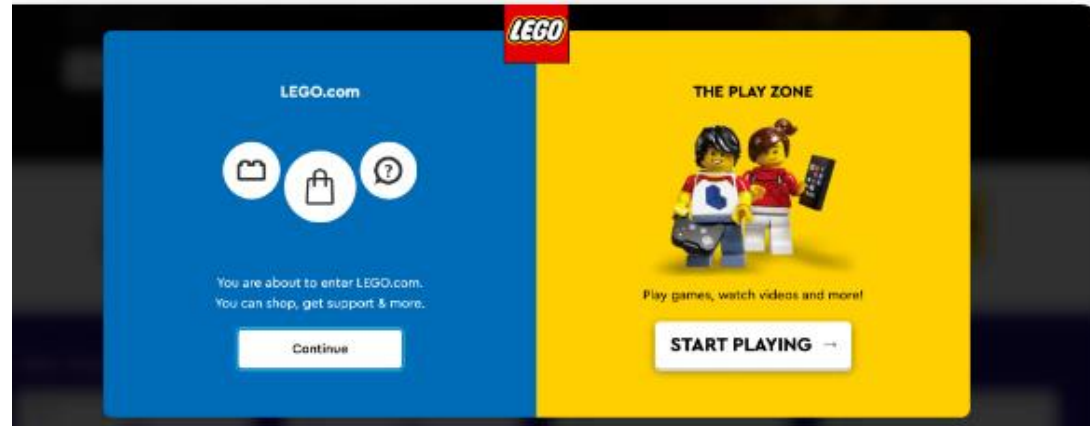 LEGO
LEGO.com
?
You are about to enter LEGO.com.
You can shop, get support & more.
Continue
THE PLAY ZONE
Play games, watch videos and more!
START PLAYING →